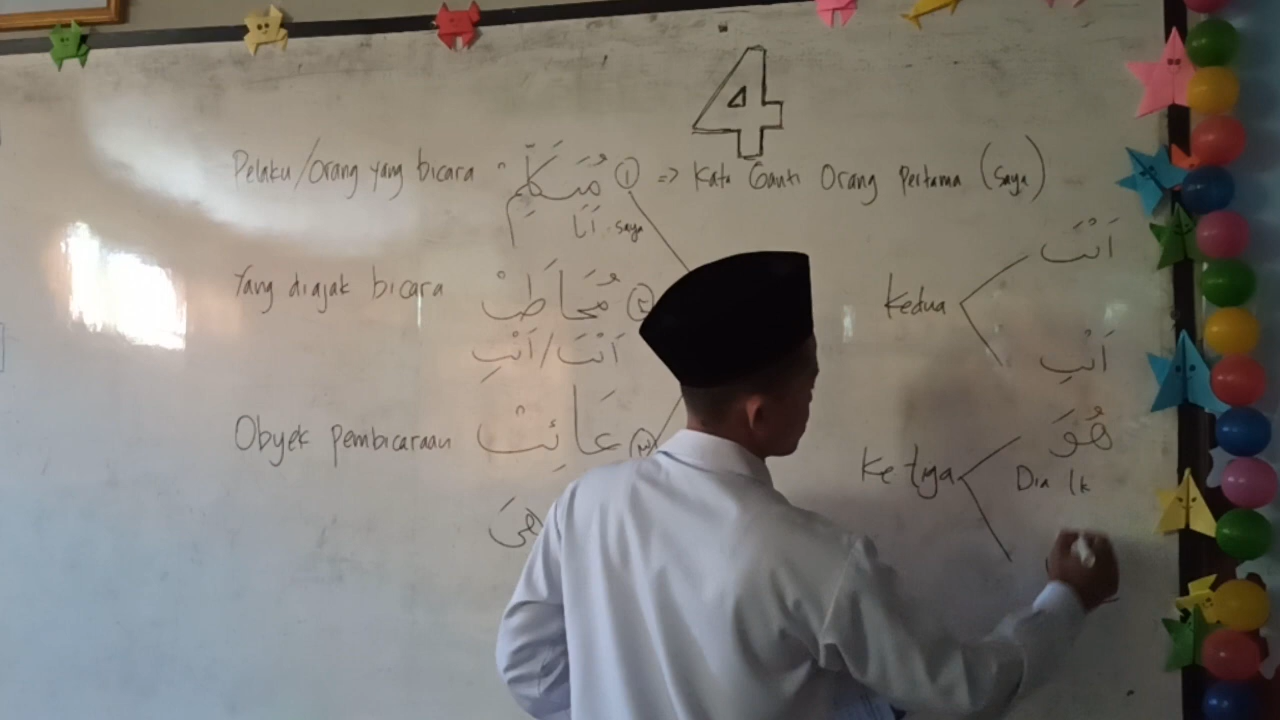 4
Pelaku/Orang yang bicara مُتَكَلِّمْ ① => Kata Ganti Orang Pertama (Saya)
اَنَا - saya
Yang diajak bicara مُخَاطَبْ ②
اَنْتَ / اَنْتِ
Obyek pembicaraan غَائِبْ ③
هِيَ
Kedua
اَنْتَ
اَنْتِ
Ketiga
هُوَ
Dia lk